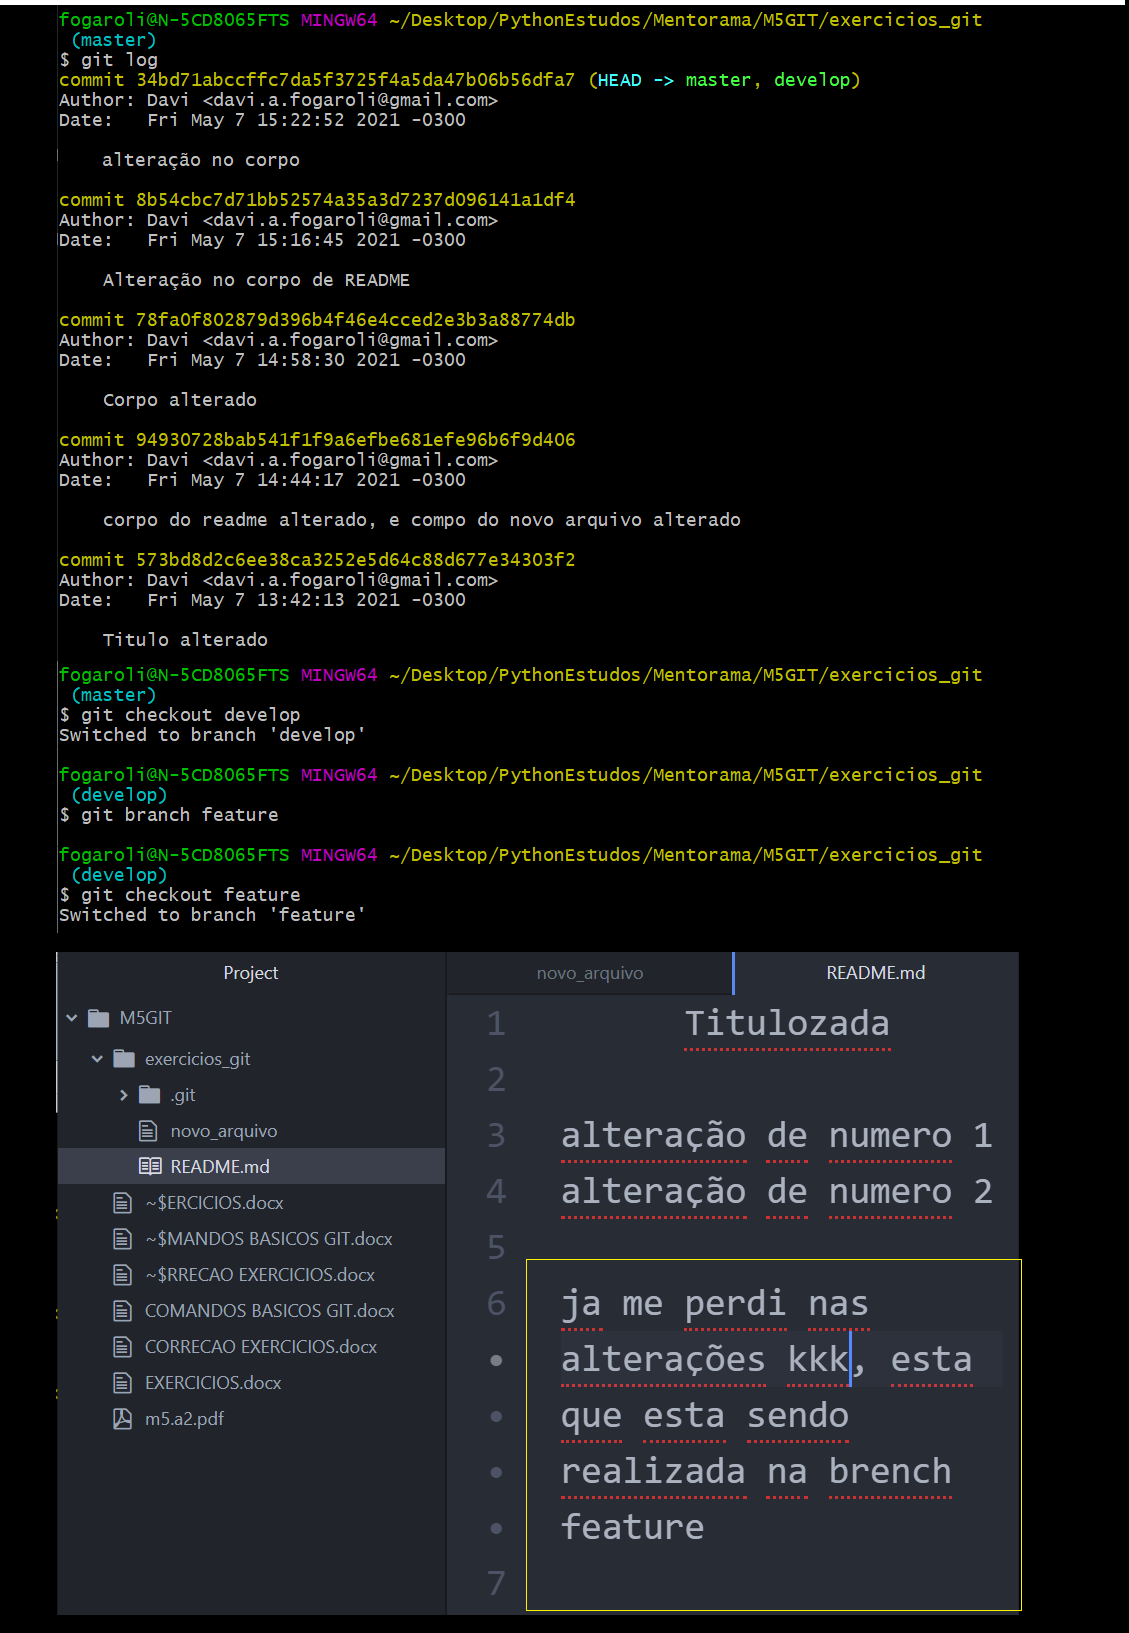 fogaroli@N-5CD8065FTS MINGW64 ~/Desktop/PythonEstudos/Mentorama/M5GIT/exercicios_git
(master)
$ git log
commit 34bd71abccffc7da5f3725f4a5da47b06b56dfa7 (HEAD -> master, develop)
Author: Davi <davi.a.fogaroli@gmail.com>
Date:   Fri May 7 15:22:52 2021 -0300
alteração no corpo
commit 8b54cbc7d71bb52574a35a3d7237d096141a1df4
Author: Davi <davi.a.fogaroli@gmail.com>
Date:   Fri May 7 15:16:45 2021 -0300
Alteração no corpo de README
commit 78fa0f802879d396b4f46e4cced2e3b3a88774db
Author: Davi <davi.a.fogaroli@gmail.com>
Date:   Fri May 7 14:58:30 2021 -0300
Corpo alterado
commit 94930728bab541f1f9a6efbe681efe96b6f9d406
Author: Davi <davi.a.fogaroli@gmail.com>
Date:   Fri May 7 14:44:17 2021 -0300
corpo do readme alterado, e compo do novo arquivo alterado
commit 573bd8d2c6ee38ca3252e5d64c88d677e34303f2
Author: Davi <davi.a.fogaroli@gmail.com>
Date:   Fri May 7 13:42:13 2021 -0300
Titulo alterado
fogaroli@N-5CD8065FTS MINGW64 ~/Desktop/PythonEstudos/Mentorama/M5GIT/exercicios_git
(master)
$ git checkout develop
Switched to branch 'develop'
fogaroli@N-5CD8065FTS MINGW64 ~/Desktop/PythonEstudos/Mentorama/M5GIT/exercicios_git
(develop)
$ git branch feature
fogaroli@N-5CD8065FTS MINGW64 ~/Desktop/PythonEstudos/Mentorama/M5GIT/exercicios_git
(develop)
$ git checkout feature
Switched to branch 'feature'
Project
M5GIT
exercicios_git
.git
novo_arquivo
README.md
~$ERCICIOS.docx
~$MANDOS BASICOS GIT.docx
~$RRECAO EXERCICIOS.docx
COMANDOS BASICOS GIT.docx
CORRECAO EXERCICIOS.docx
EXERCICIOS.docx
m5.a2.pdf
novo_arquivo README.md
1 Titulozada
2
3 alteração de numero 1
4 alteração de numero 2
5
6 ja me perdi nas
• alterações kkk, esta
• que esta sendo
• realizada na brench
• feature
7